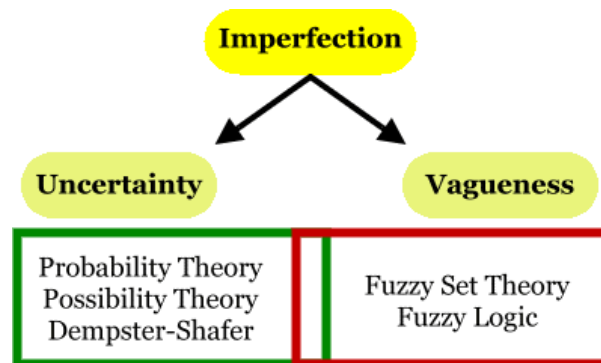 Imperfection
Uncertainty
Vagueness
Probability Theory
Possibility Theory
Dempster-Shafer
Fuzzy Set Theory
Fuzzy Logic